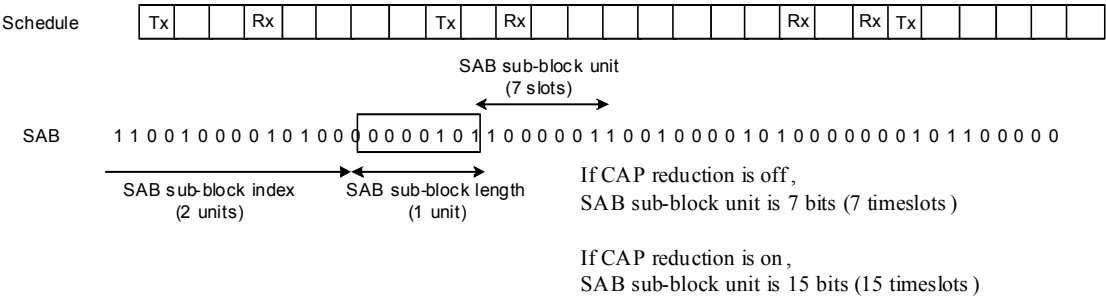 Schedule Tx Rx Tx Rx Rx Rx Tx
SAB sub-block unit
(7 slots)
SAB 1 1 0 0 1 0 0 0 0 1 0 1 0 0 0 0 0 0 0 1 0 1 1 0 0 0 0 0 1 1 0 0 1 0 0 0 0 1 0 1 0 0 0 0 0 0 0 1 0 1 1 0 0 0 0 0
SAB sub-block index
(2 units)
SAB sub-block length
(1 unit)
If CAP reduction is off,
SAB sub-block unit is 7 bits (7 timeslots)
If CAP reduction is on,
SAB sub-block unit is 15 bits (15 timeslots)